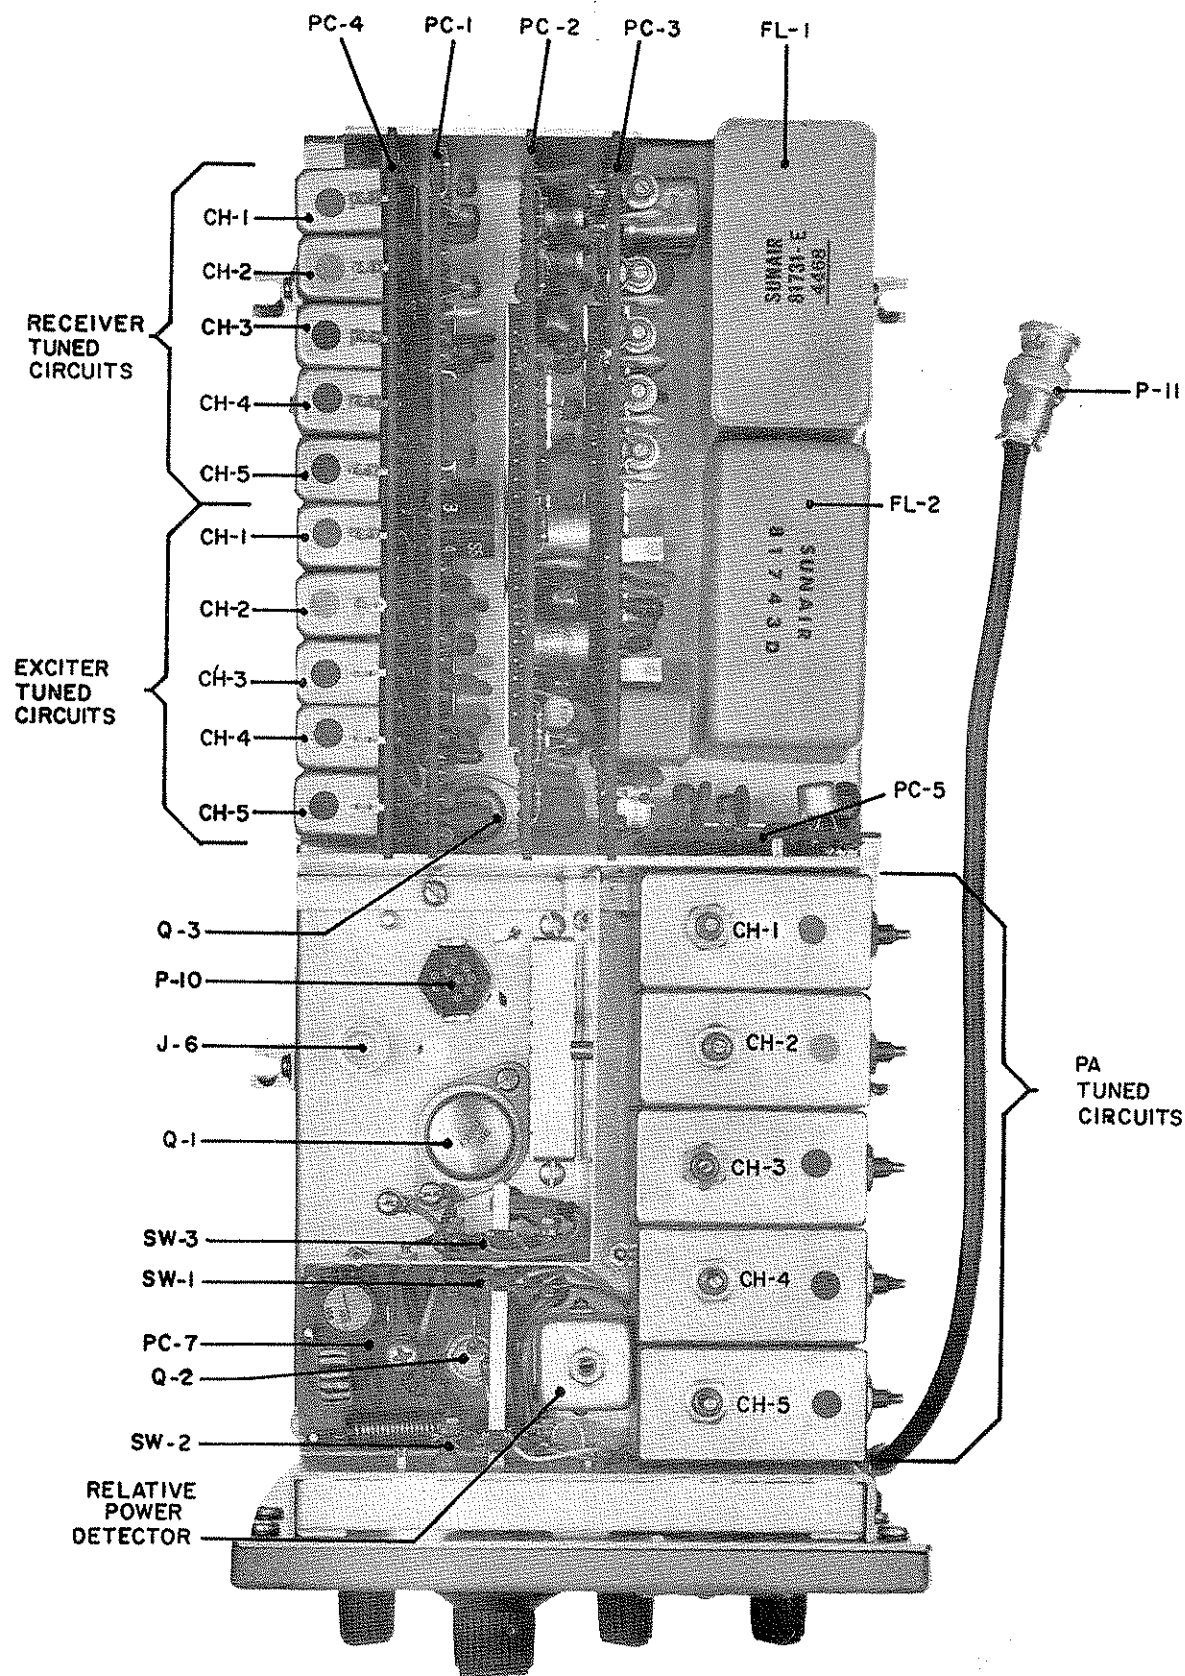 PC-4
PC-1
PC-2
PC-3
FL-1
CH-1
CH-2
CH-3
CH-4
CH-5
RECEIVER
TUNED
CIRCUITS
SUNAIR
81731-E
4468
P-11
FL-2
SUNAIR
81743D
CH-1
CH-2
CH-3
CH-4
CH-5
EXCITER
TUNED
CIRCUITS
PC-5
Q-3
P-10
J-6
Q-1
SW-3
SW-1
PC-7
Q-2
SW-2
RELATIVE
POWER
DETECTOR
CH-1
CH-2
CH-3
CH-4
CH-5
PA
TUNED
CIRCUITS